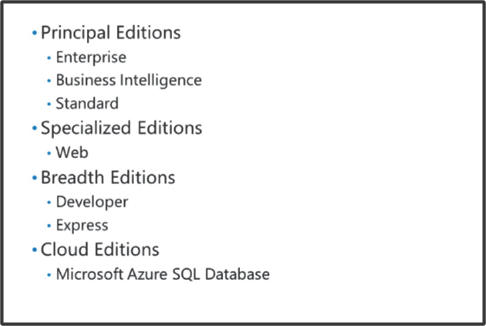 • Principal Editions
• Enterprise
• Business Intelligence
• Standard
• Specialized Editions
• Web
• Breadth Editions
• Developer
• Express
• Cloud Editions
• Microsoft Azure SQL Database